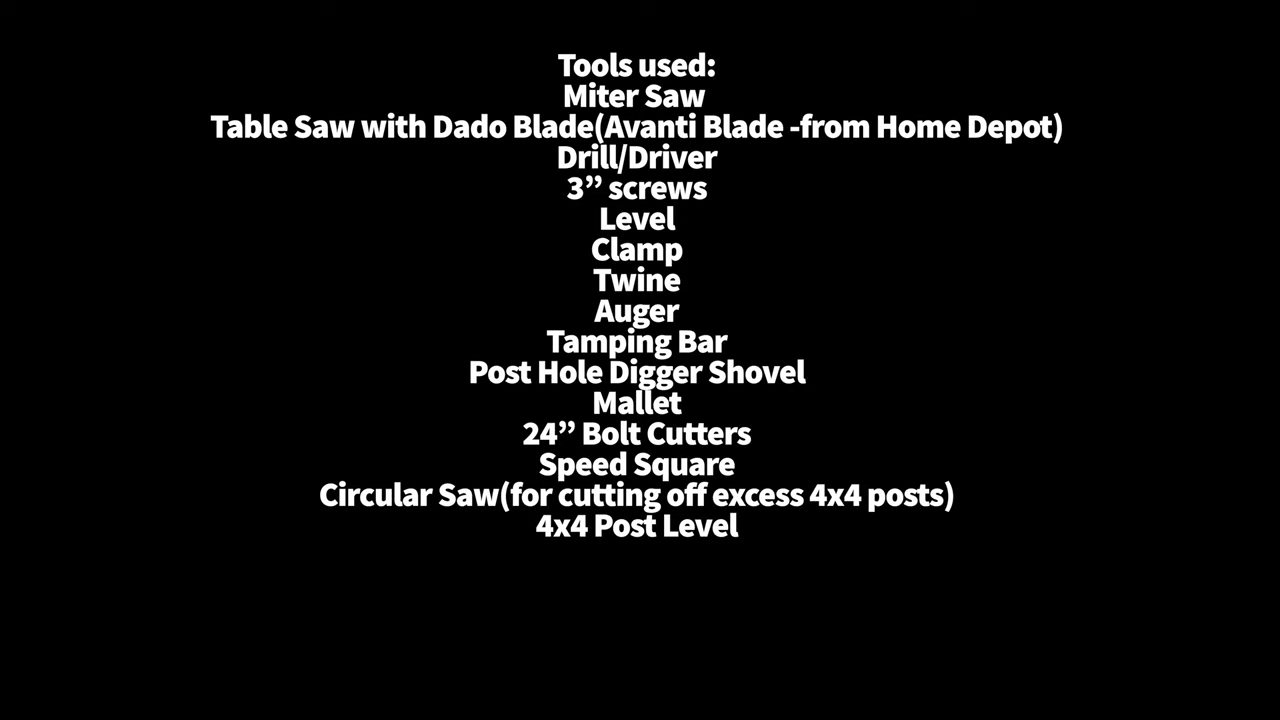 Tools used:
Miter Saw
Table Saw with Dado Blade(Avanti Blade -from Home Depot)
Drill/Driver
3” screws
Level
Clamp
Twine
Auger
Tamping Bar
Post Hole Digger Shovel
Mallet
24” Bolt Cutters
Speed Square
Circular Saw(for cutting off excess 4x4 posts)
4x4 Post Level